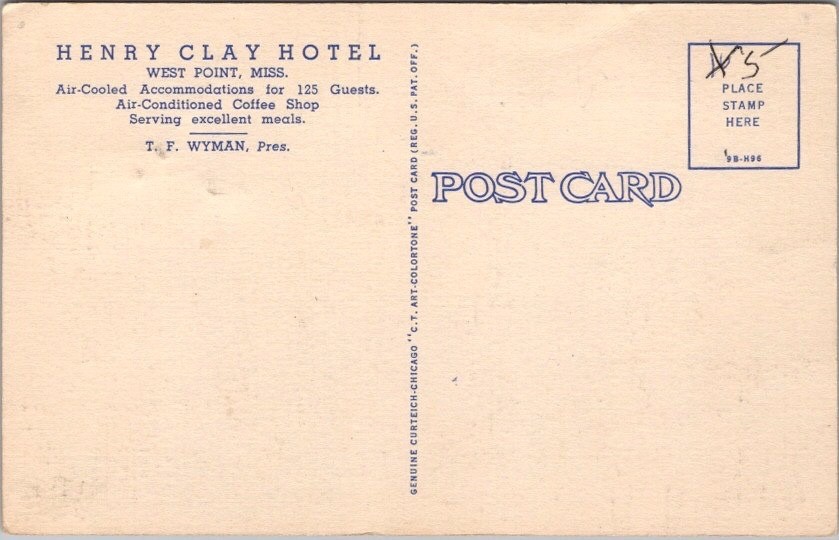 HENRY CLAY HOTEL
WEST POINT, MISS.
Air-Cooled Accommodations for 125 Guests.
Air-Conditioned Coffee Shop
Serving excellent meals.
T. F. WYMAN, Pres.
GENUINE CURTEICH-CHICAGO "C.T. ART-COLORTONE" POST CARD (REG. U.S. PAT. OFF.)
POST CARD
5
PLACE
STAMP
HERE
9B-H96